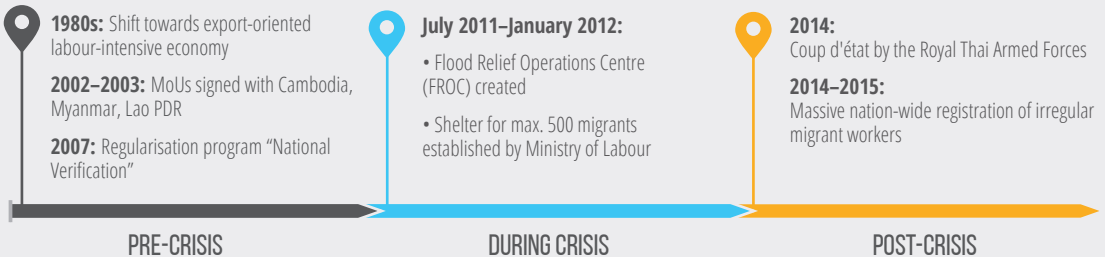 1980s: Shift towards export-oriented
labour-intensive economy
2002–2003: MoUs signed with Cambodia,
Myanmar, Lao PDR
2007: Regularisation program “National
Verification”
July 2011–January 2012:
• Flood Relief Operations Centre
(FROC) created
• Shelter for max. 500 migrants
established by Ministry of Labour
2014:
Coup d'état by the Royal Thai Armed Forces
2014–2015:
Massive nation-wide registration of irregular
migrant workers
PRE-CRISIS
DURING CRISIS
POST-CRISIS